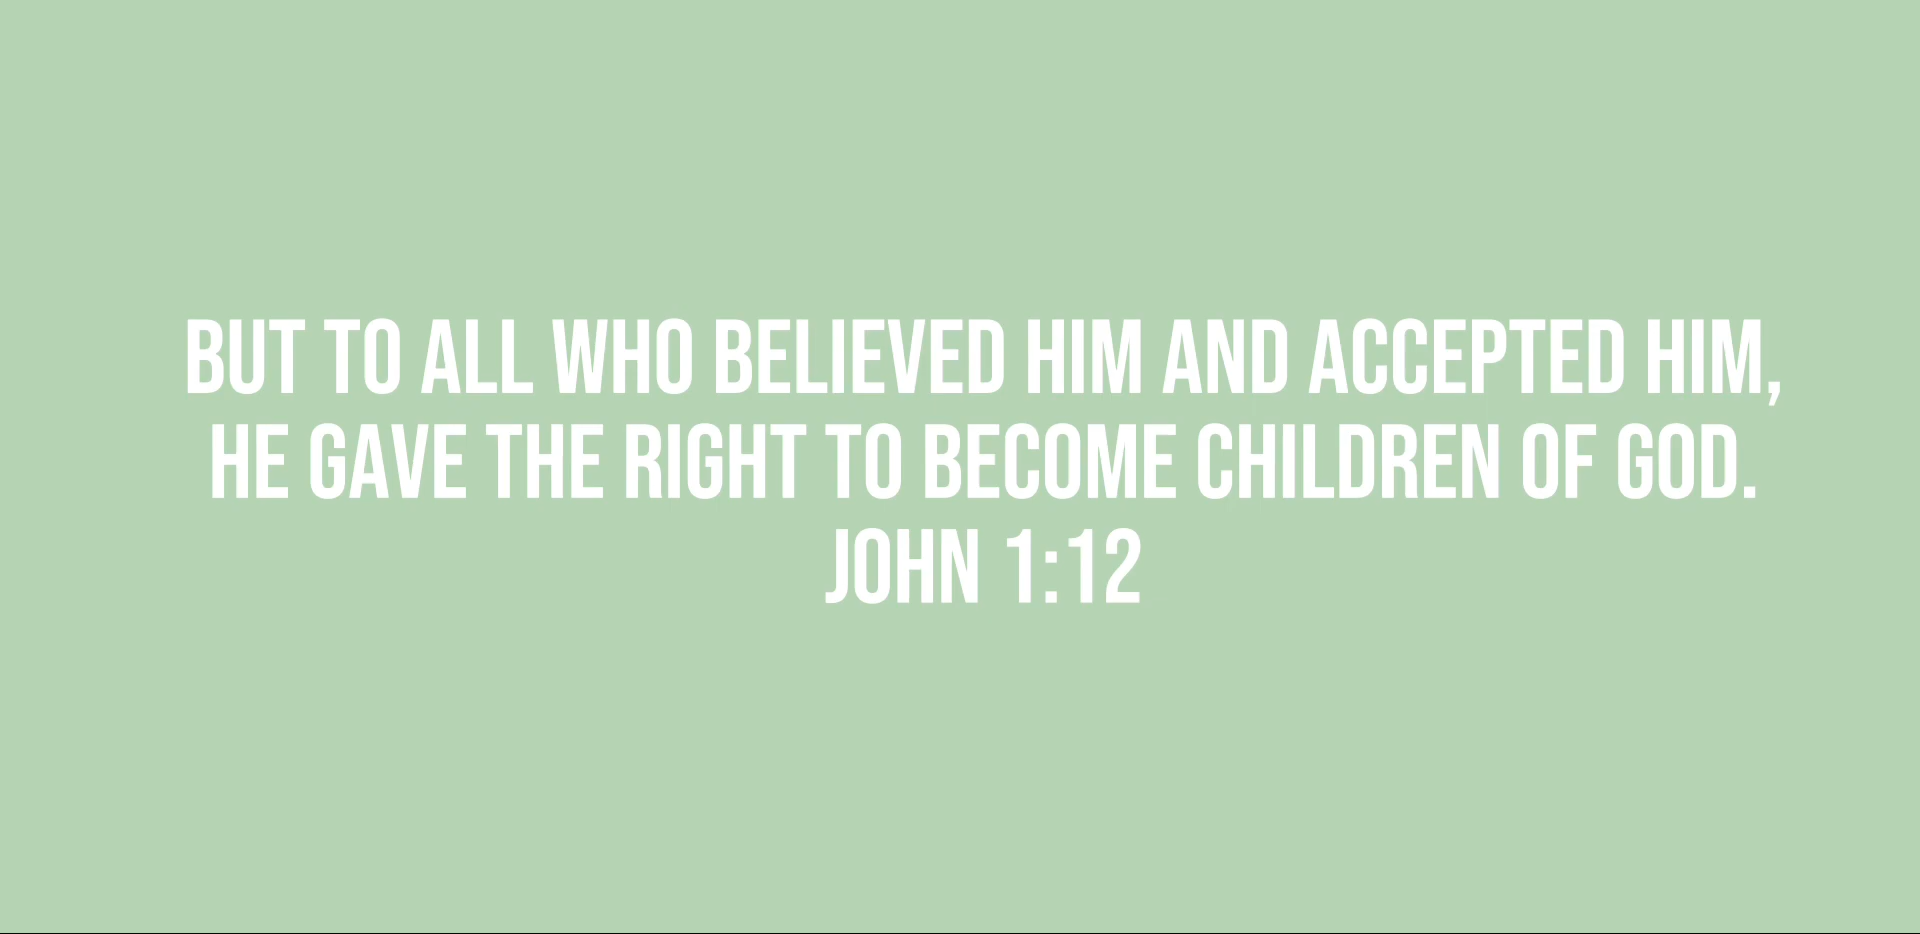 BUT TO ALL WHO BELIEVED HIM AND ACCEPTED HIM,
HE GAVE THE RIGHT TO BECOME CHILDREN OF GOD.
JOHN 1:12